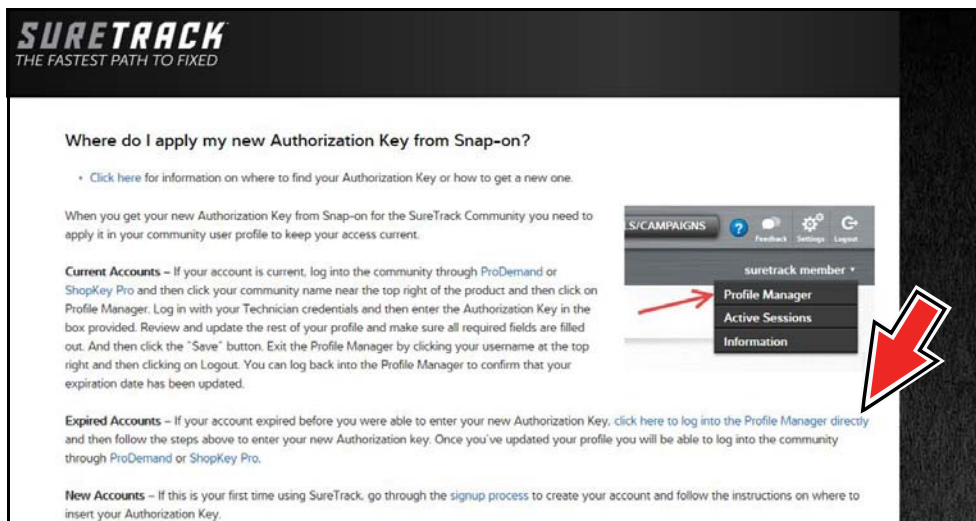 SURETRACK
THE FASTEST PATH TO FIXED
Where do I apply my new Authorization Key from Snap-on?
• Click here for information on where to find your Authorization Key or how to get a new one.
When you get your new Authorization Key from Snap-on for the SureTrack Community you need to
apply it in your community user profile to keep your access current.
Current Accounts – If your account is current, log into the community through ProDemand or
ShopKey Pro and then click your community name near the top right of the product and then click on
Profile Manager. Log in with your Technician credentials and then enter the Authorization Key in the
box provided. Review and update the rest of your profile and make sure all required fields are filled
out. And then click the "Save" button. Exit the Profile Manager by clicking your username at the top
right and then clicking on Logout. You can log back into the Profile Manager to confirm that your
expiration date has been updated.
LS/CAMPAIGNS
?
Feedback
Settings
Logout
suretrack member
Profile Manager
Active Sessions
Information
Expired Accounts – If your account expired before you were able to enter your new Authorization Key, click here to log into the Profile Manager directly
and then follow the steps above to enter your new Authorization key. Once you've updated your profile you will be able to log into the community
through ProDemand or ShopKey Pro.
New Accounts – If this is your first time using SureTrack, go through the signup process to create your account and follow the instructions on where to
insert your Authorization Key.